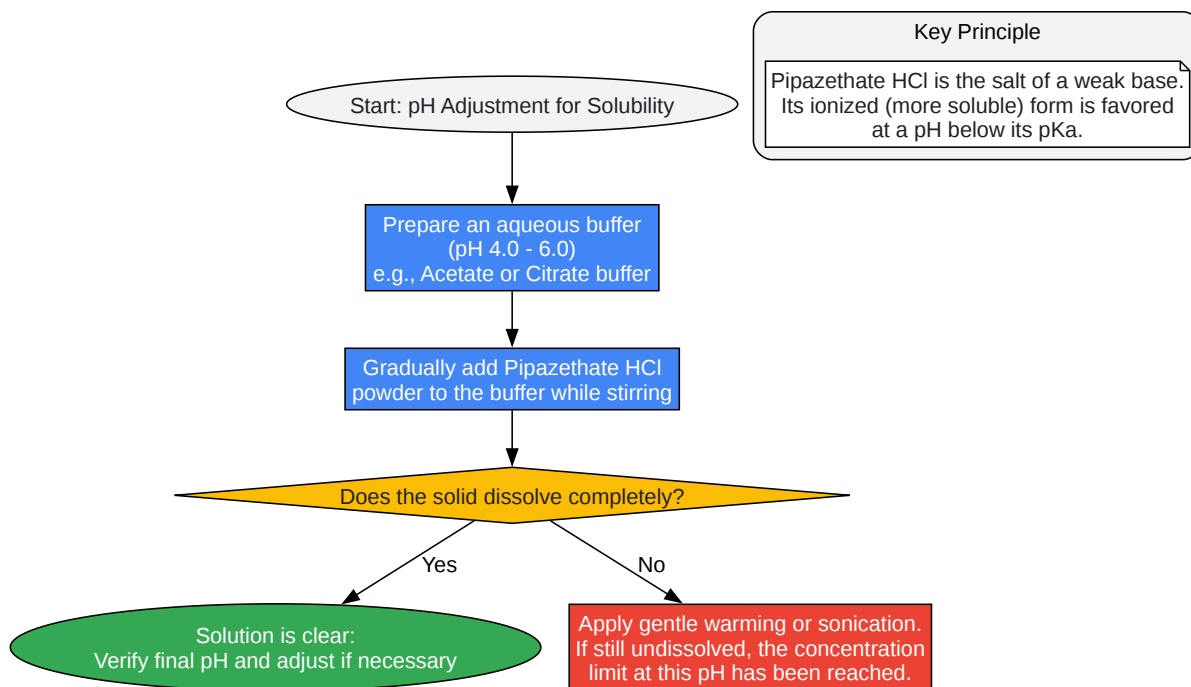 Key Principle
Pipazethate HCl is the salt of a weak base.
Its ionized (more soluble) form is favored
at a pH below its pKa.
Start: pH Adjustment for Solubility
Prepare an aqueous buffer
(pH 4.0 - 6.0)
e.g., Acetate or Citrate buffer
Gradually add Pipazethate HCl
powder to the buffer while stirring
Does the solid dissolve completely?
Yes
No
Solution is clear:
Verify final pH and adjust if necessary
Apply gentle warming or sonication.
If still undissolved, the concentration
limit at this pH has been reached.